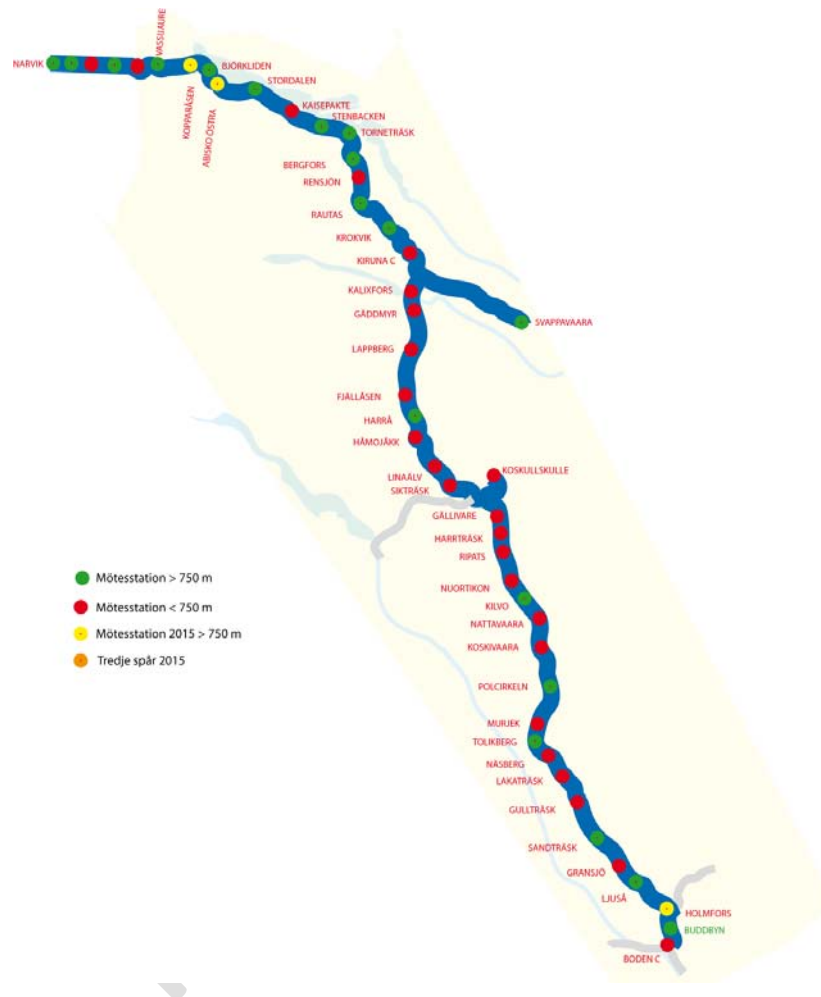 VASSIJAURE
NARVIK
BJÖRKLIDEN
STORDALEN
KOPPARÅSEN
ABISKO ÖSTRA
KAISEPAKTE
STENBACKEN
TORNETRÄSK
BERGFORS
RENSJÖN
RAUTAS
KROKVIK
KIRUNA C
KALIXFORS
GÄDDMYR
SVAPPAVAARA
LAPPBERG
FJÄLLÅSEN
HARRÅ
HÅMOJÅKK
LINAÄLV
KOSKULLSKULLE
SIKTRÄSK
GÄLLIVARE
HARRTRÄSK
RIPATS
NUORTIKON
KILVO
NATTAVAARA
KOSKIVAARA
POLCIRKELN
MURJEK
TOLIKBERG
NÄSBERG
LAKATRÄSK
GULLTRÄSK
SANDTRÄSK
GRANSJÖ
LJUSÅ
HOLMFORS
BUDDBYN
BODEN C
Mötesstation > 750 m
Mötesstation < 750 m
Mötesstation 2015 > 750 m
Tredje spår 2015